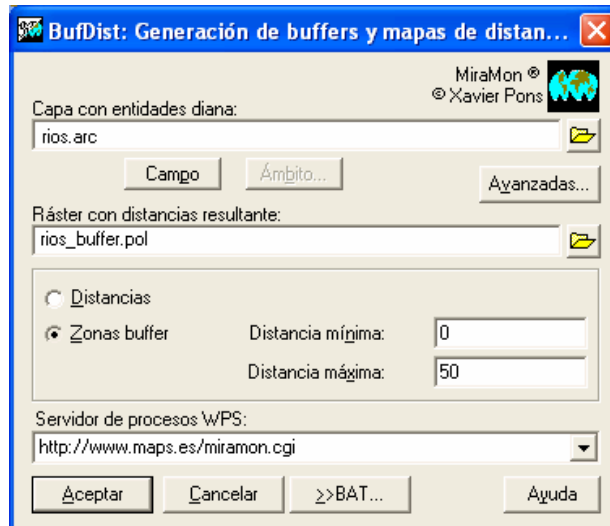 BufDist: Generación de buffers y mapas de distan...
MiraMon ®
© Xavier Pons
Capa con entidades diana:
rios.arc
Campo
Ámbito...
Avanzadas...
Ráster con distancias resultante:
rios_buffer.pol
Distancias
Zonas buffer
Distancia mínima:
0
Distancia máxima:
50
Servidor de procesos WPS:
http://www.maps.es/miramon.cgi
Aceptar
Cancelar
>>BAT...
Ayuda